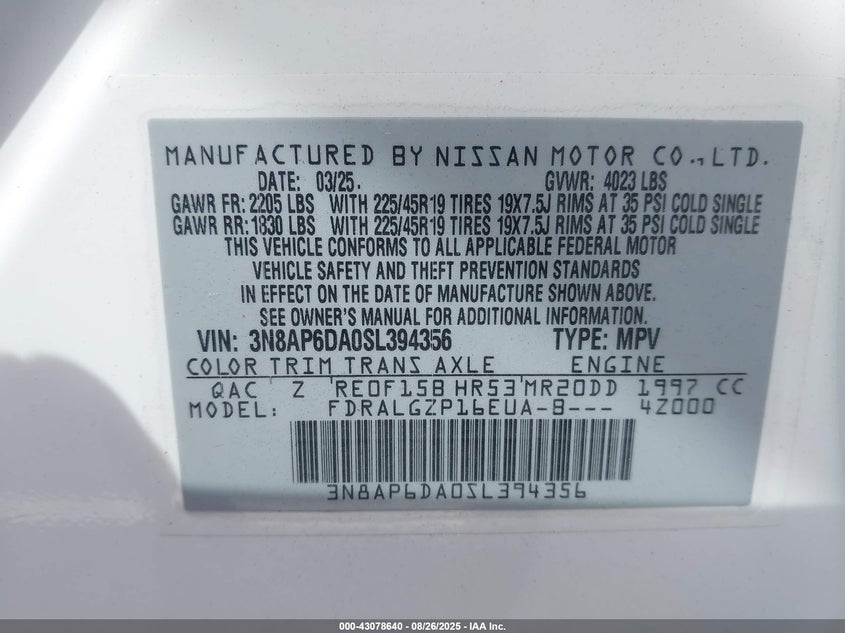 MANUFACTURED BY NISSAN MOTOR CO., LTD.
DATE: 03/25. GVWR: 4023 LBS
GAWR FR: 2205 LBS WITH 225/45R19 TIRES 19X7.5J RIMS AT 35 PSI COLD SINGLE
GAWR RR: 1830 LBS WITH 225/45R19 TIRES 19X7.5J RIMS AT 35 PSI COLD SINGLE
THIS VEHICLE CONFORMS TO ALL APPLICABLE FEDERAL MOTOR
VEHICLE SAFETY AND THEFT PREVENTION STANDARDS
IN EFFECT ON THE DATE OF MANUFACTURE SHOWN ABOVE.
SEE OWNER'S MANUAL FOR ADDITIONAL INFORMATION.
VIN: 3N8AP6DA0SL394356 TYPE: MPV
COLOR TRIM TRANS AXLE ENGINE
QAC Z RE0F15B HR53 MR20DD 1997 CC
MODEL: FDRALGZP16EUA-B--- 4Z000
3N8AP6DA0SL394356
000-43078640 - 08/26/2025 - IAA Inc.